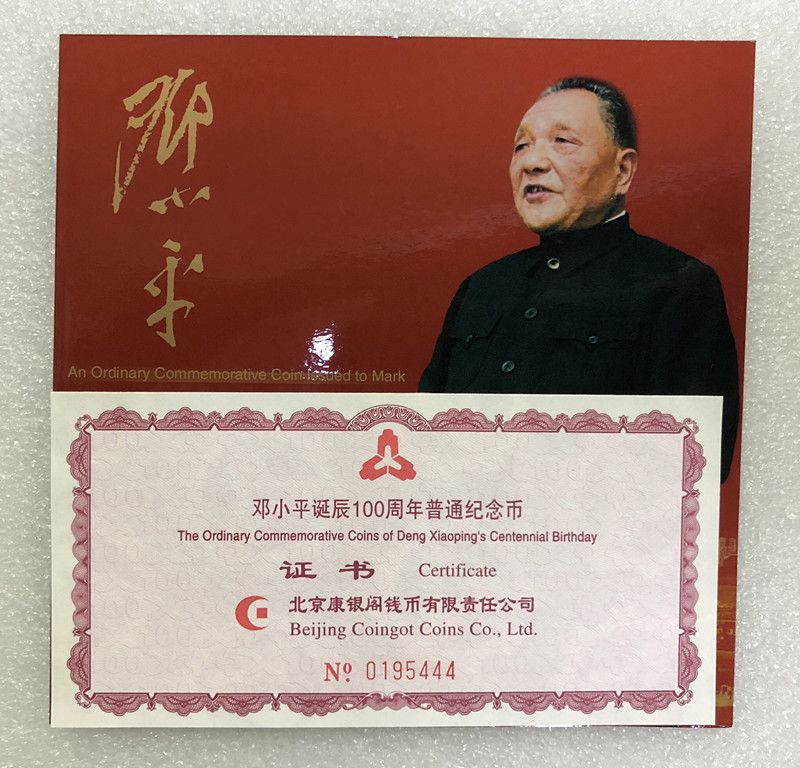 邓小平
An Ordinary Commemorative Coin Issued to Mark
邓小平诞辰100周年普通纪念币
The Ordinary Commemorative Coins of Deng Xiaoping's Centennial Birthday
证书 Certificate
北京康银阁钱币有限责任公司
Beijing Coingot Coins Co., Ltd.
№ 0195444